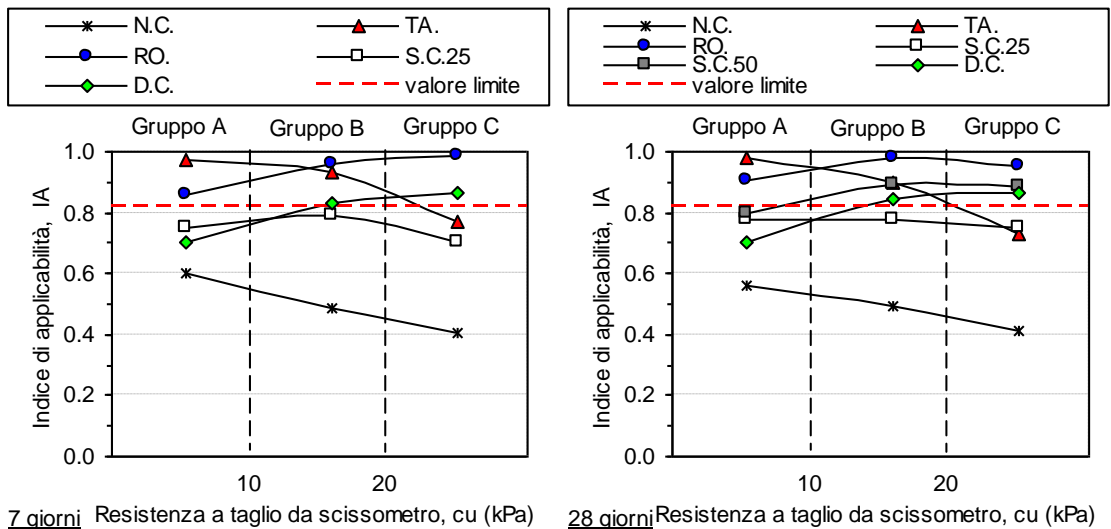 N.C. TA.
RO. S.C.25
D.C. valore limite
Gruppo A Gruppo B Gruppo C
1.0
0.8
0.6
0.4
0.2
0.0
Indice di applicabilità, IA
10 20
7 giorni Resistenza a taglio da scissometro, cu (kPa)
N.C. TA.
RO. S.C.25
S.C.50 D.C.
valore limite
Gruppo A Gruppo B Gruppo C
1.0
0.8
0.6
0.4
0.2
0.0
Indice di applicabilità, IA
10 20
28 giorni Resistenza a taglio da scissometro, cu (kPa)